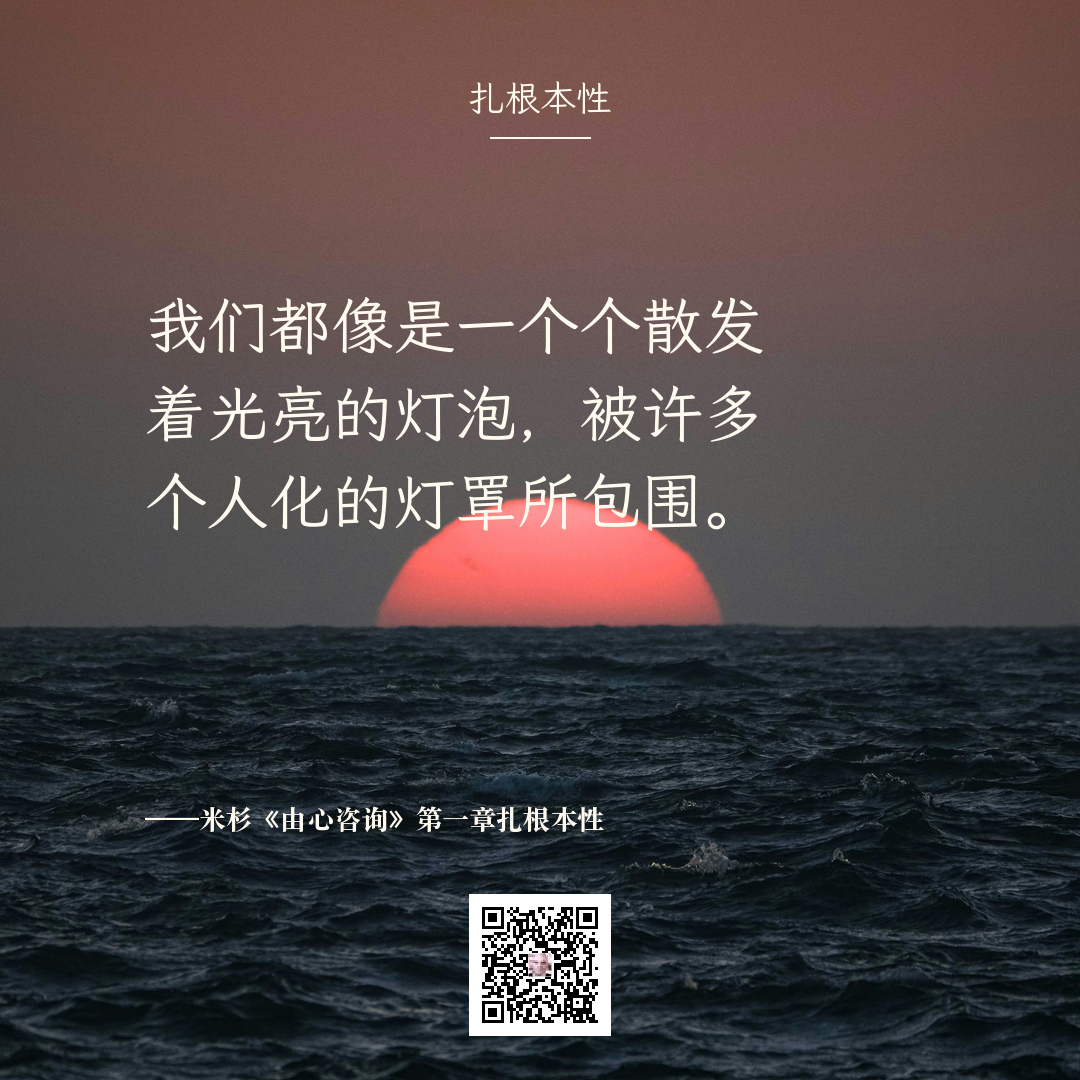 扎根本性
我们都像是一个个散发
着光亮的灯泡，被许多
个人化的灯罩所包围。
——米杉《由心咨询》第一章扎根本性